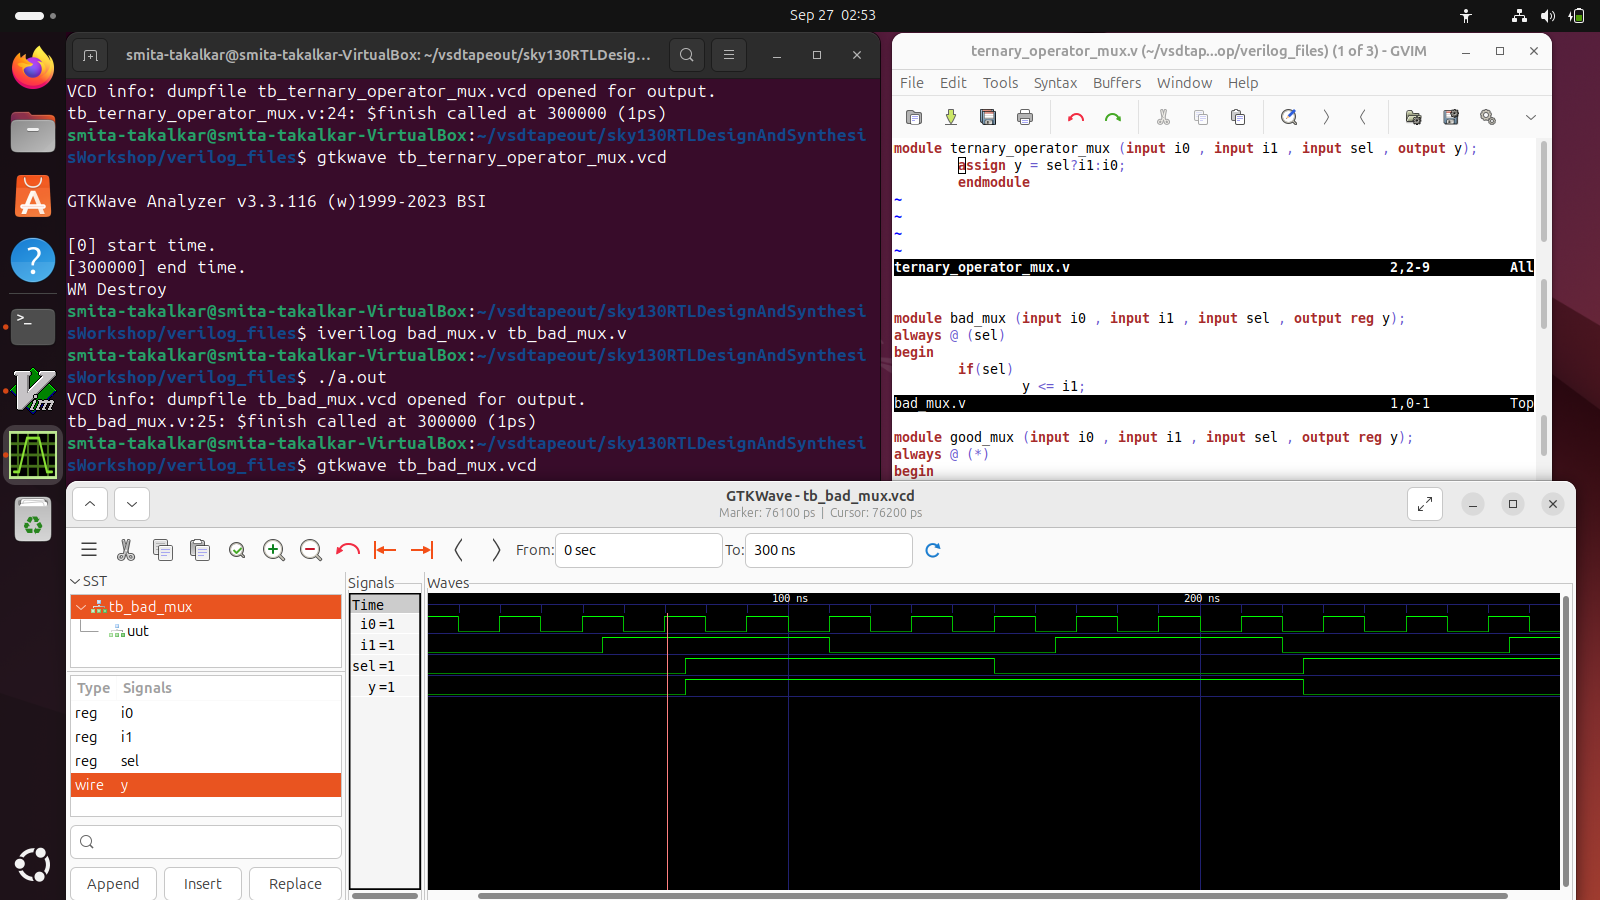 Sep 27 02:53
smita-takalkar@smita-takalkar-VirtualBox: ~/vsdtapeout/sky130RTLDesig...
VCD info: dumpfile tb_ternary_operator_mux.vcd opened for output.
tb_ternary_operator_mux.v:24: $finish called at 300000 (1ps)
smita-takalkar@smita-takalkar-VirtualBox:~/vsdtapeout/sky130RTLDesignAndSynthesi
sWorkshop/verilog_files$ gtkwave tb_ternary_operator_mux.vcd
GTKWave Analyzer v3.3.116 (w)1999-2023 BSI
[0] start time.
[300000] end time.
WM Destroy
smita-takalkar@smita-takalkar-VirtualBox:~/vsdtapeout/sky130RTLDesignAndSynthesi
sWorkshop/verilog_files$ iverilog bad_mux.v tb_bad_mux.v
smita-takalkar@smita-takalkar-VirtualBox:~/vsdtapeout/sky130RTLDesignAndSynthesi
sWorkshop/verilog_files$ ./a.out
VCD info: dumpfile tb_bad_mux.vcd opened for output.
tb_bad_mux.v:25: $finish called at 300000 (1ps)
smita-takalkar@smita-takalkar-VirtualBox:~/vsdtapeout/sky130RTLDesignAndSynthesi
sWorkshop/verilog_files$ gtkwave tb_bad_mux.vcd
ternary_operator_mux.v (~/vsdtap...op/verilog_files) (1 of 3) - GVIM
File Edit Tools Syntax Buffers Window Help
module ternary_operator_mux (input i0 , input i1 , input sel , output y);
assign y = sel?i1:i0;
endmodule
~
~
~
~
ternary_operator_mux.v 2,2-9 All
module bad_mux (input i0 , input i1 , input sel , output reg y);
always @ (sel)
begin
if(sel)
y <= i1;
bad_mux.v 1,0-1 Top
module good_mux (input i0 , input i1 , input sel , output reg y);
always @ (*)
begin
GTKWave - tb_bad_mux.vcd
Marker: 76100 ps | Cursor: 76200 ps
From: 0 sec To: 300 ns
SST
tb_bad_mux
uut
Type Signals
reg i0
reg i1
reg sel
wire y
Append Insert Replace
Signals
Time
i0 =1
i1 =1
sel =1
y =1
Waves
100 ns 200 ns